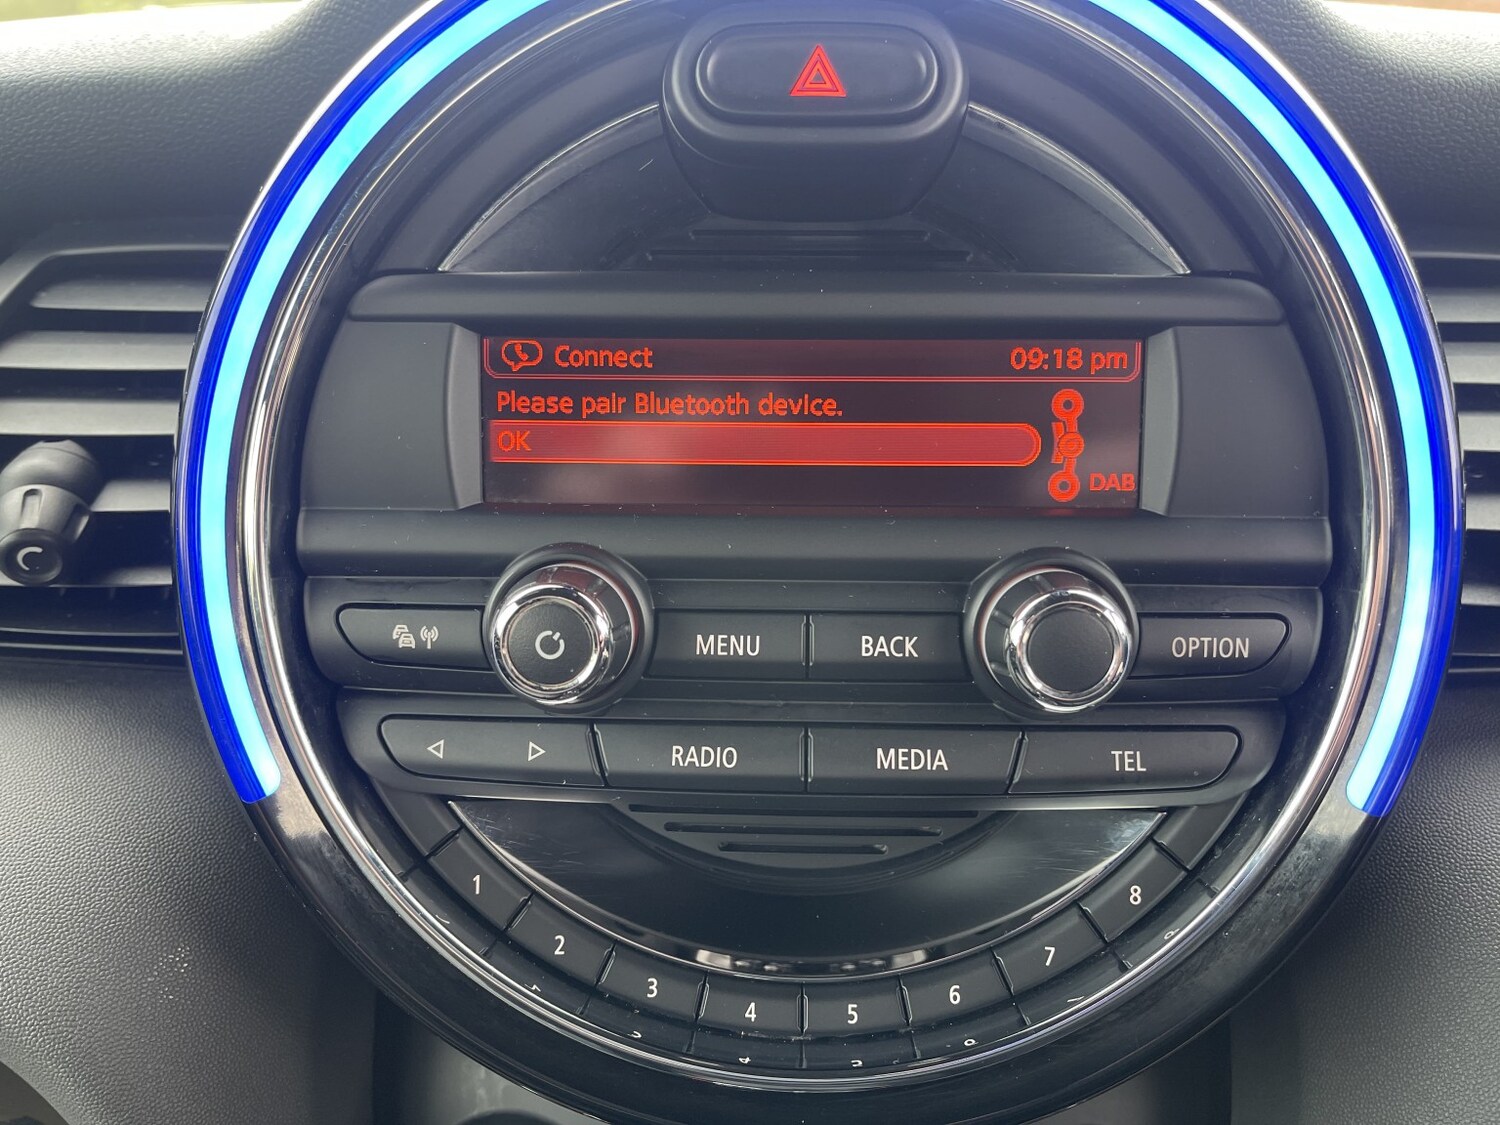 Connect 09:18 pm
Please pair Bluetooth device.
OK
DAB
MENU BACK OPTION
RADIO MEDIA TEL
1 2 3 4 5 6 7 8